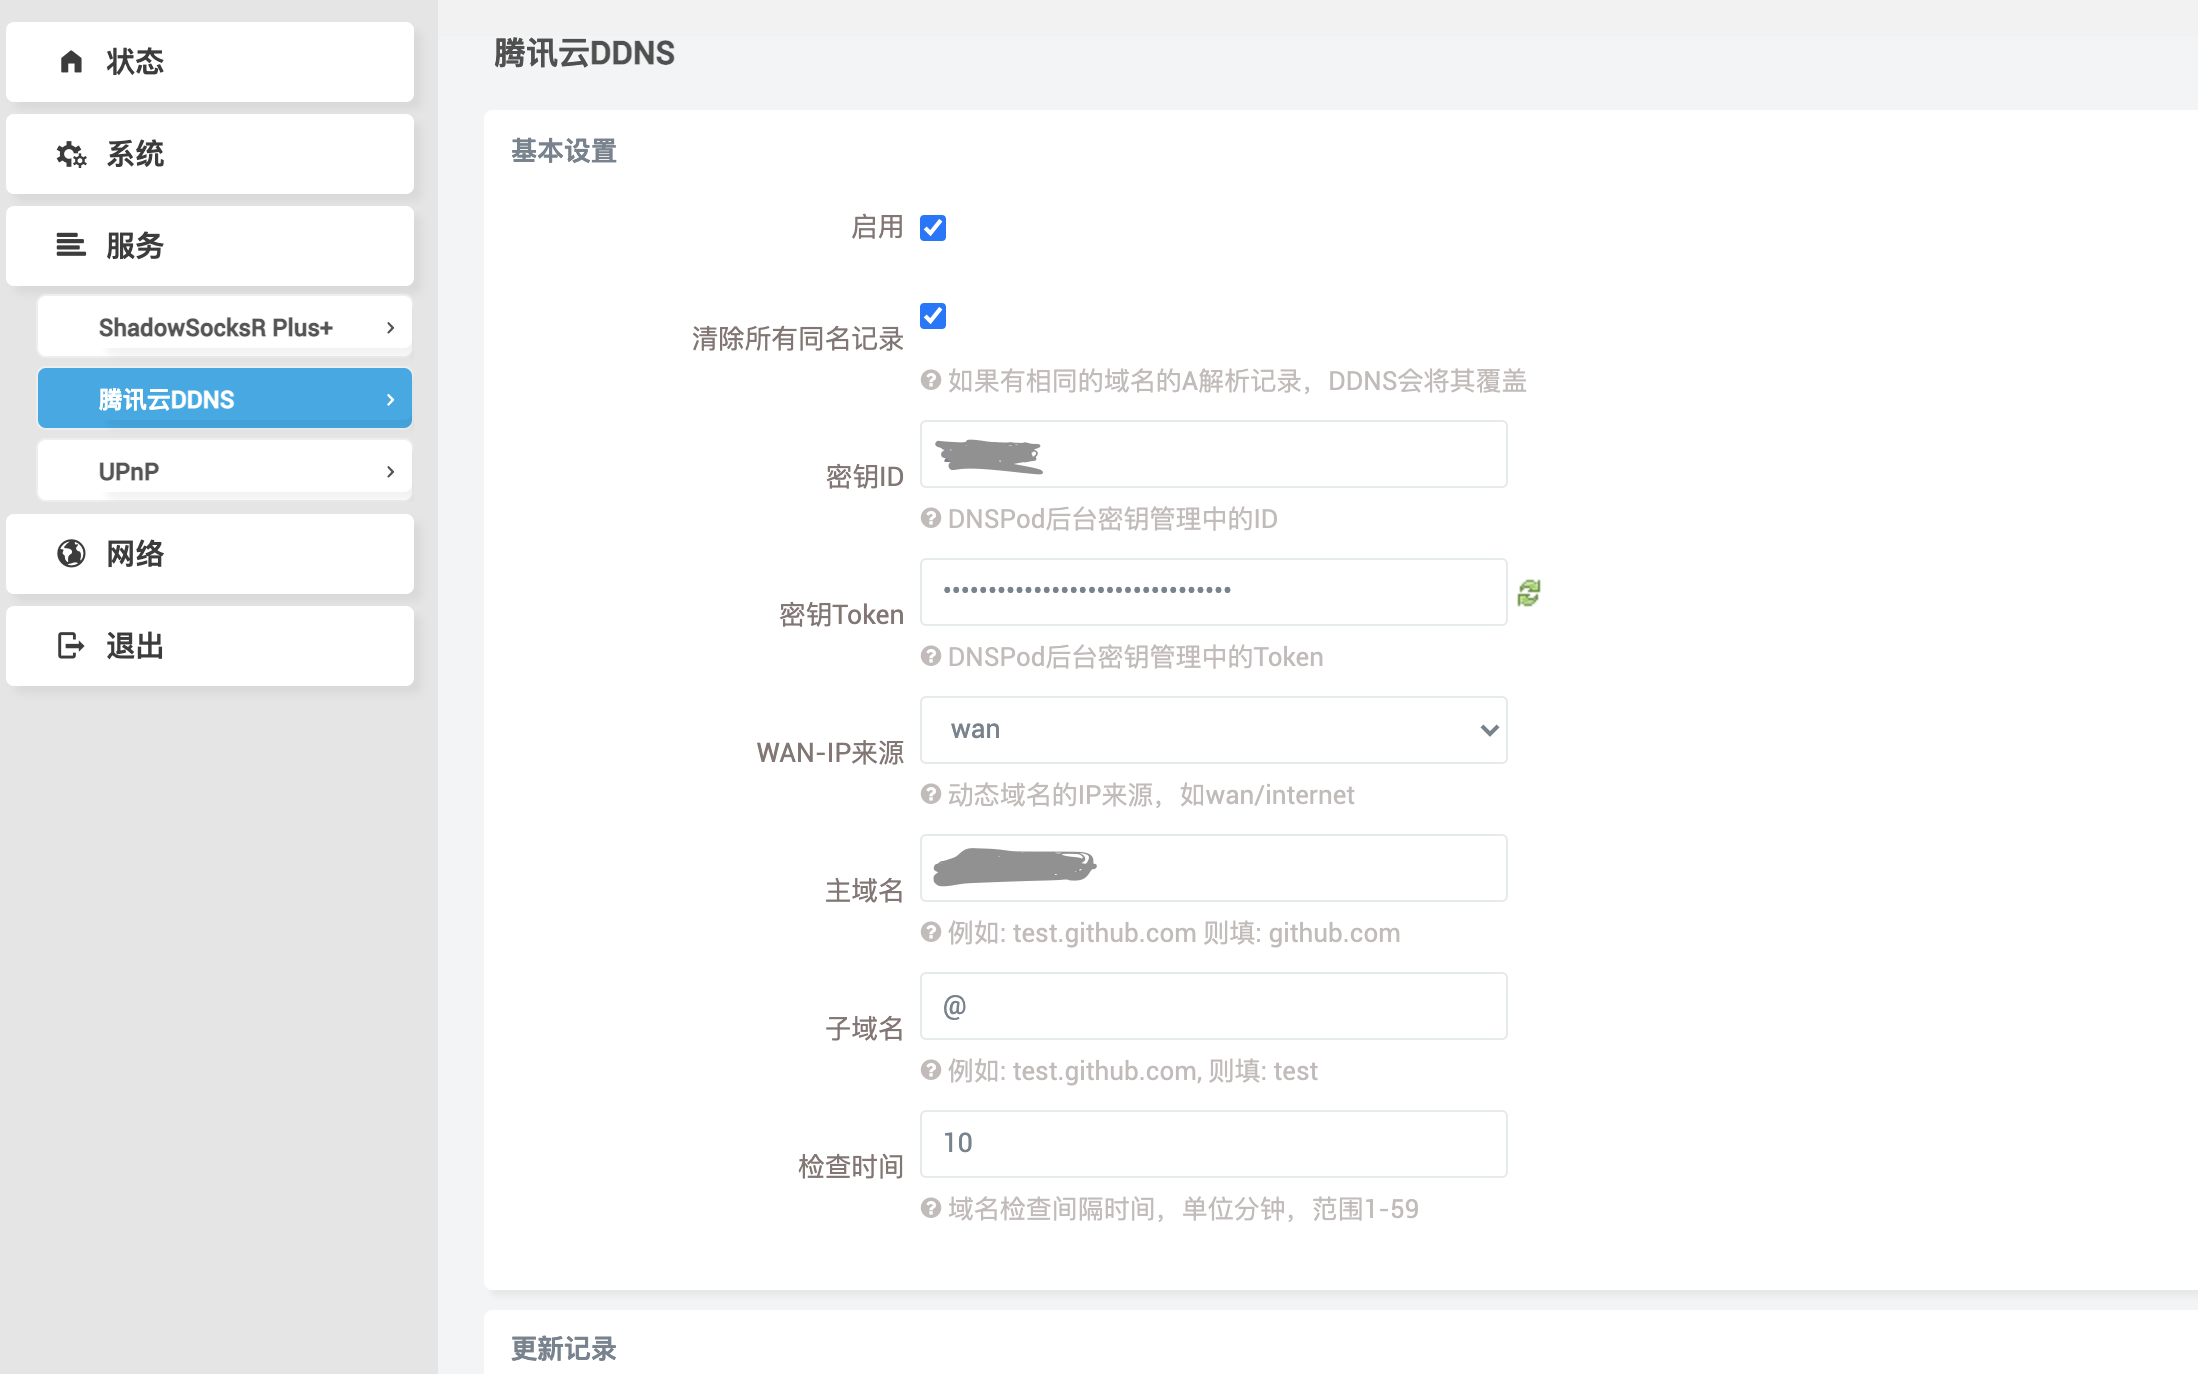 状态
系统
服务
ShadowSocksR Plus+
腾讯云DDNS
UPnP
网络
退出
腾讯云DDNS
基本设置
启用
清除所有同名记录
如果有相同的域名的A解析记录，DDNS会将其覆盖
密钥ID
DNSPod后台密钥管理中的ID
密钥Token
••••••••••••••••••••••••••••••••
DNSPod后台密钥管理中的Token
WAN-IP来源
wan
动态域名的IP来源，如wan/internet
主域名
例如: test.github.com 则填: github.com
子域名
@
例如: test.github.com, 则填: test
检查时间
10
域名检查间隔时间，单位分钟，范围1-59
更新记录